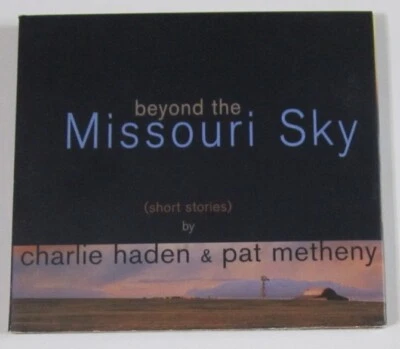 beyond the
Missouri Sky
(short stories)
by
charlie haden & pat metheny